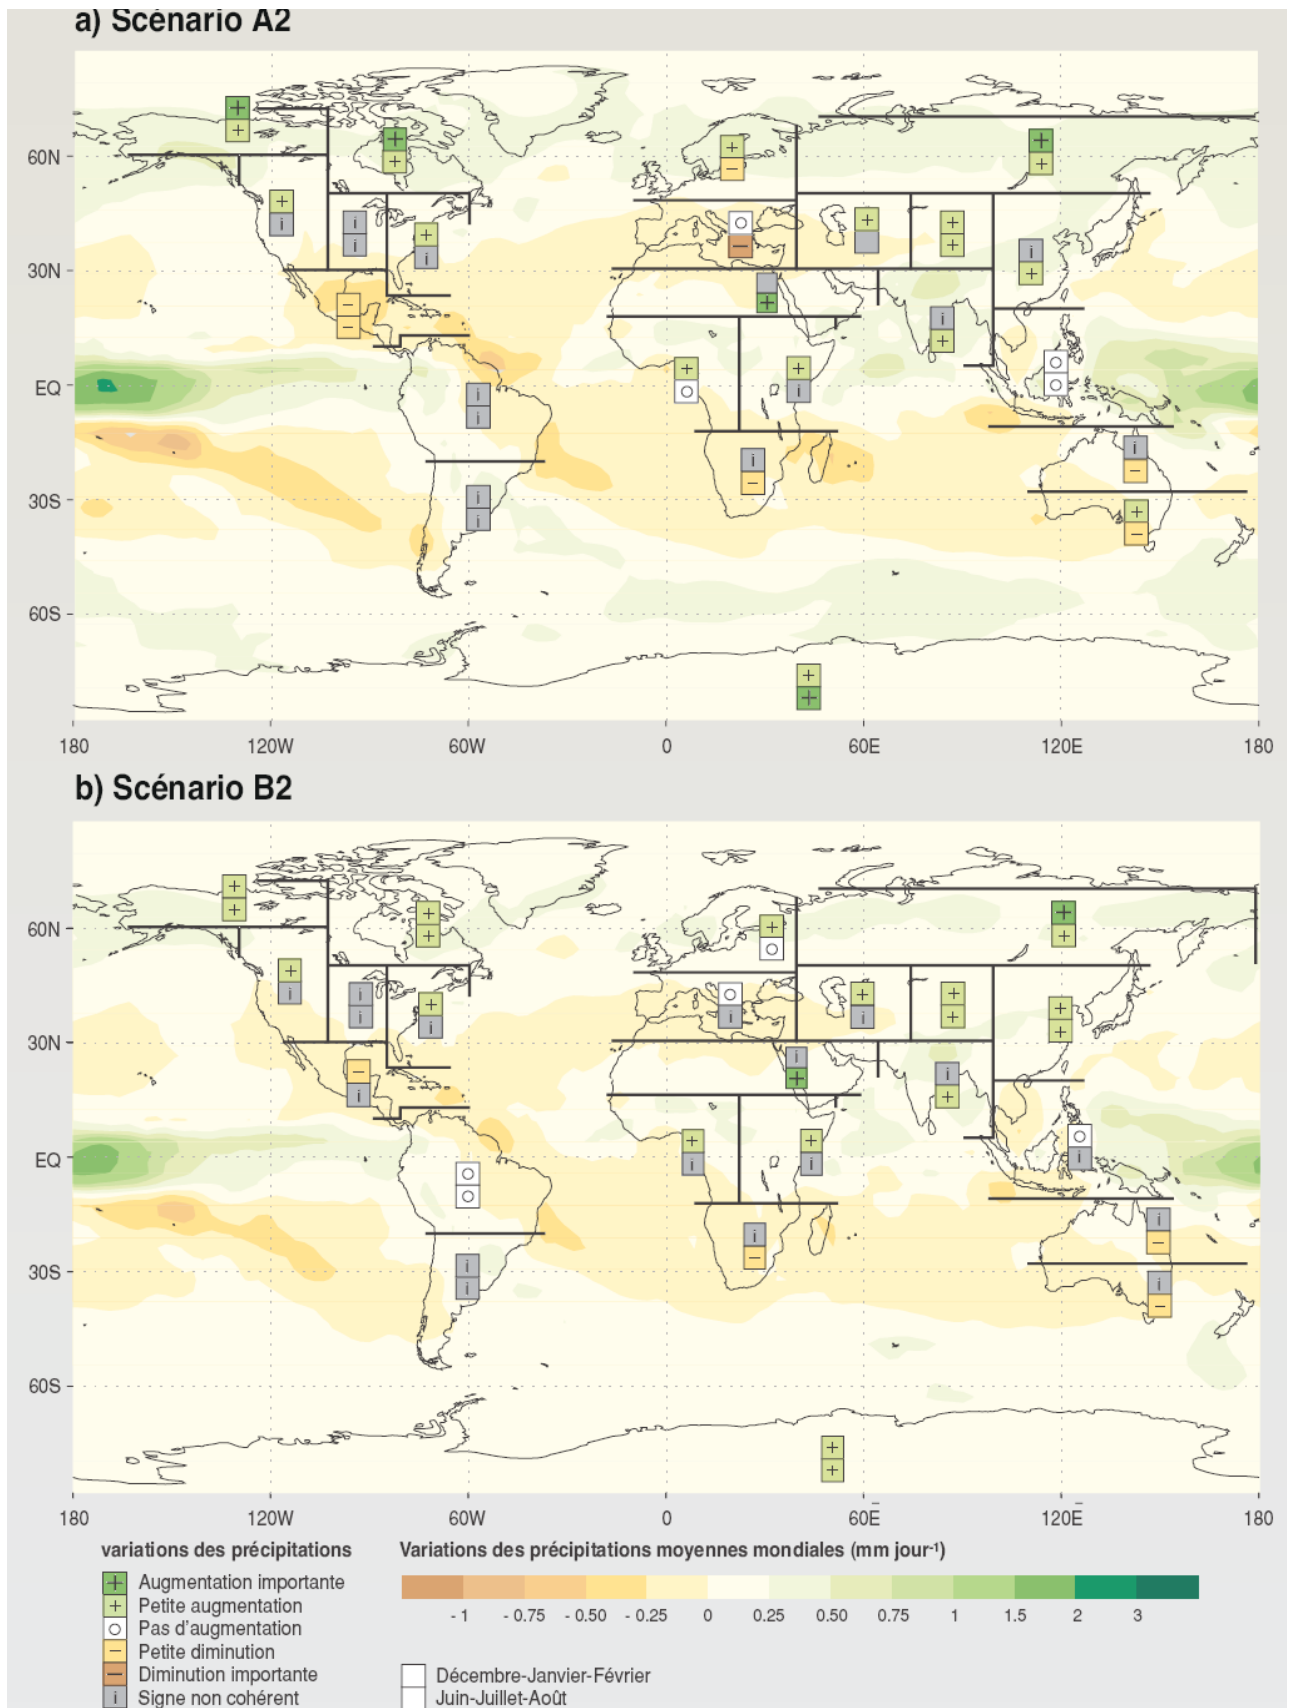 a) Scénario A2
60N
30N
EQ
30S
60S
180 120W 60W 0 60E 120E 180
b) Scénario B2
60N
30N
EQ
30S
60S
180 120W 60W 0 60E 120E 180
variations des précipitations
+ Augmentation importante
+ Petite augmentation
o Pas d'augmentation
– Petite diminution
– Diminution importante
i Signe non cohérent
Variations des précipitations moyennes mondiales (mm jour-1)
- 1 - 0.75 - 0.50 - 0.25 0 0.25 0.50 0.75 1 1.5 2 3
Décembre-Janvier-Février
Juin-Juillet-Août